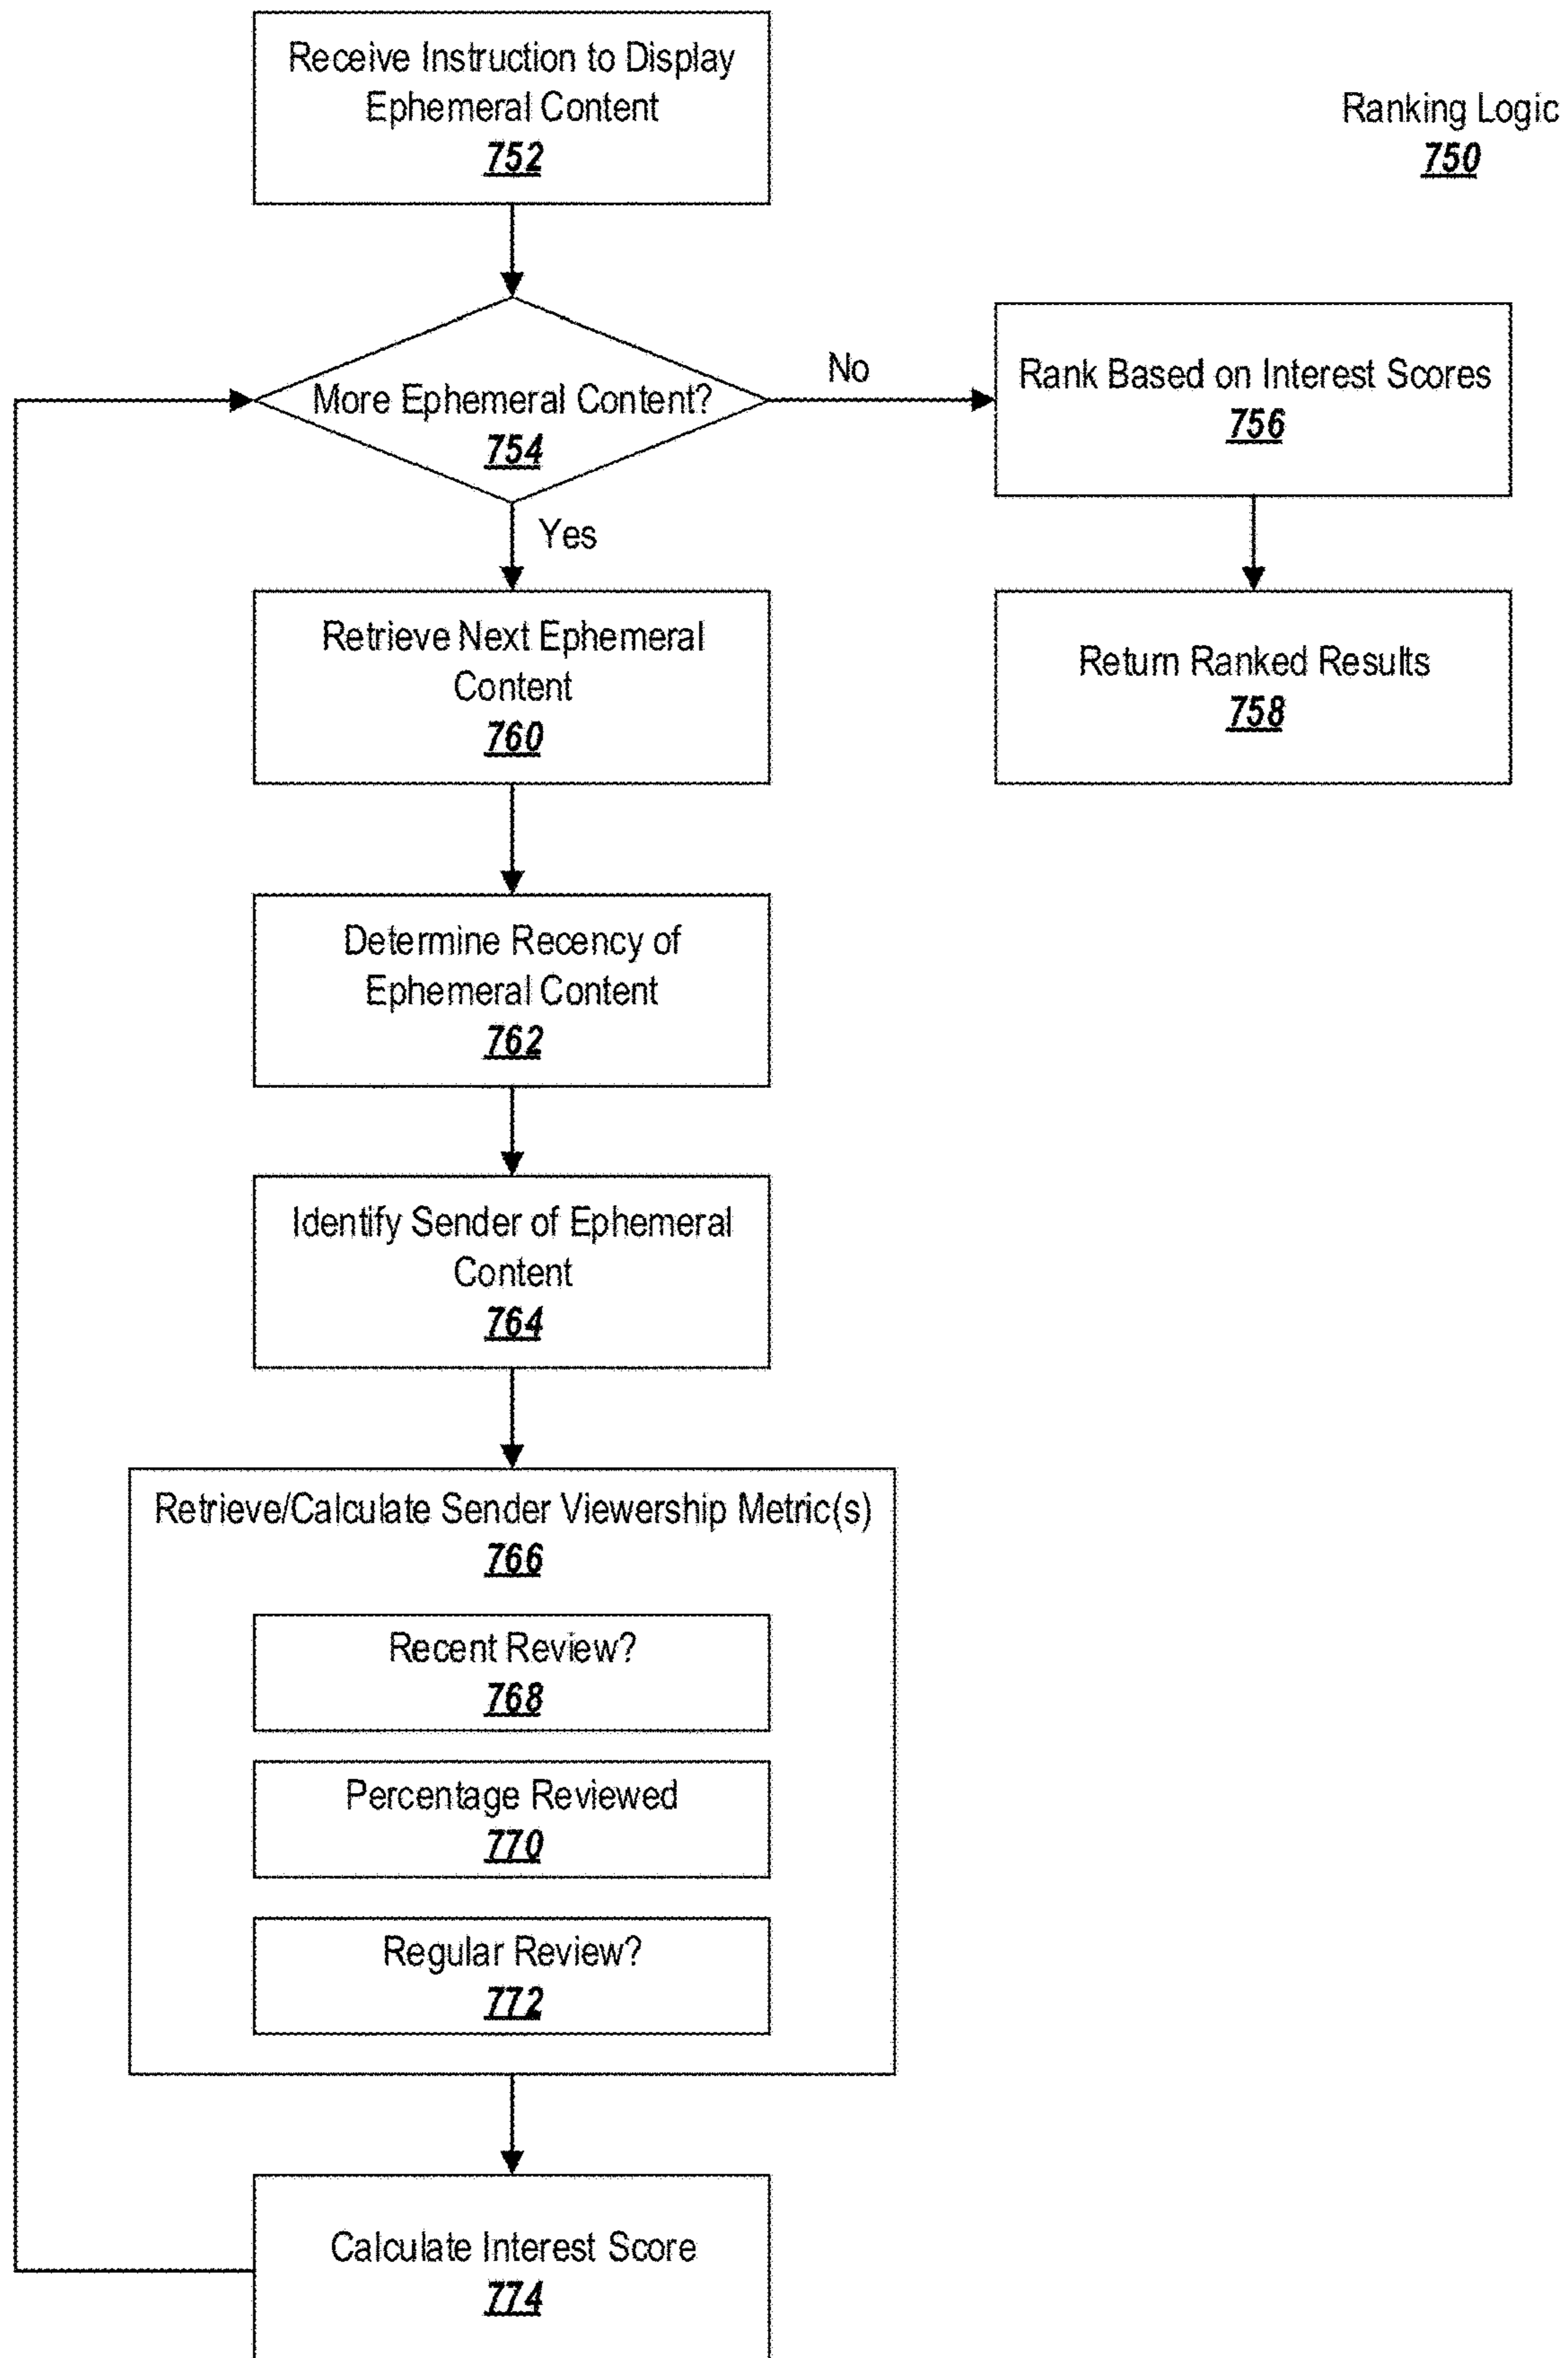 Receive Instruction to Display
Ephemeral Content
752
Ranking Logic
750
More Ephemeral Content?
754
No
Rank Based on Interest Scores
756
Yes
Retrieve Next Ephemeral
Content
760
Return Ranked Results
758
Determine Recency of
Ephemeral Content
762
Identify Sender of Ephemeral
Content
764
Retrieve/Calculate Sender Viewership Metric(s)
766
Recent Review?
768
Percentage Reviewed
770
Regular Review?
772
Calculate Interest Score
774